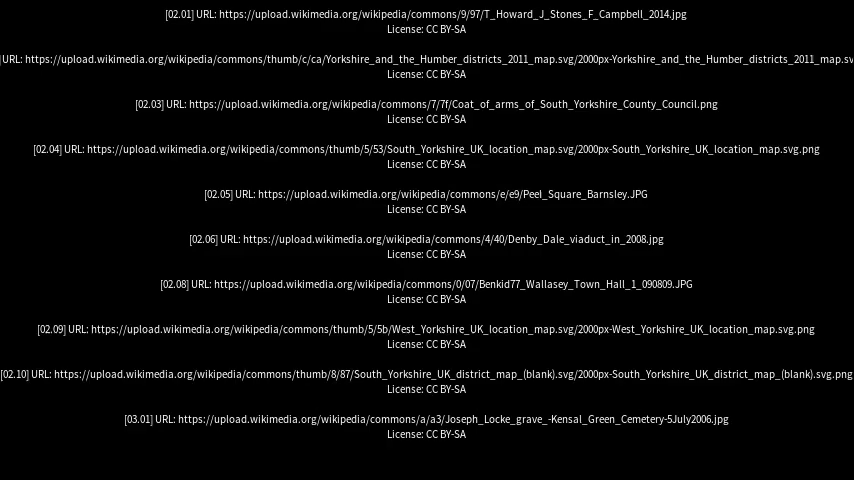 [02.01] URL: https://upload.wikimedia.org/wikipedia/commons/9/97/T_Howard_J_Stones_F_Campbell_2014.jpg
License: CC BY-SA
URL: https://upload.wikimedia.org/wikipedia/commons/thumb/c/ca/Yorkshire_and_the_Humber_districts_2011_map.svg/2000px-Yorkshire_and_the_Humber_districts_2011_map.sv
License: CC BY-SA
[02.03] URL: https://upload.wikimedia.org/wikipedia/commons/7/7f/Coat_of_arms_of_South_Yorkshire_County_Council.png
License: CC BY-SA
[02.04] URL: https://upload.wikimedia.org/wikipedia/commons/thumb/5/53/South_Yorkshire_UK_location_map.svg/2000px-South_Yorkshire_UK_location_map.svg.png
License: CC BY-SA
[02.05] URL: https://upload.wikimedia.org/wikipedia/commons/e/e9/Peel_Square_Barnsley.JPG
License: CC BY-SA
[02.06] URL: https://upload.wikimedia.org/wikipedia/commons/4/40/Denby_Dale_viaduct_in_2008.jpg
License: CC BY-SA
[02.08] URL: https://upload.wikimedia.org/wikipedia/commons/0/07/Benkid77_Wallasey_Town_Hall_1_090809.JPG
License: CC BY-SA
[02.09] URL: https://upload.wikimedia.org/wikipedia/commons/thumb/5/5b/West_Yorkshire_UK_location_map.svg/2000px-West_Yorkshire_UK_location_map.svg.png
License: CC BY-SA
[02.10] URL: https://upload.wikimedia.org/wikipedia/commons/thumb/8/87/South_Yorkshire_UK_district_map_(blank).svg/2000px-South_Yorkshire_UK_district_map_(blank).svg.png
License: CC BY-SA
[03.01] URL: https://upload.wikimedia.org/wikipedia/commons/a/a3/Joseph_Locke_grave_-Kensal_Green_Cemetery-5July2006.jpg
License: CC BY-SA